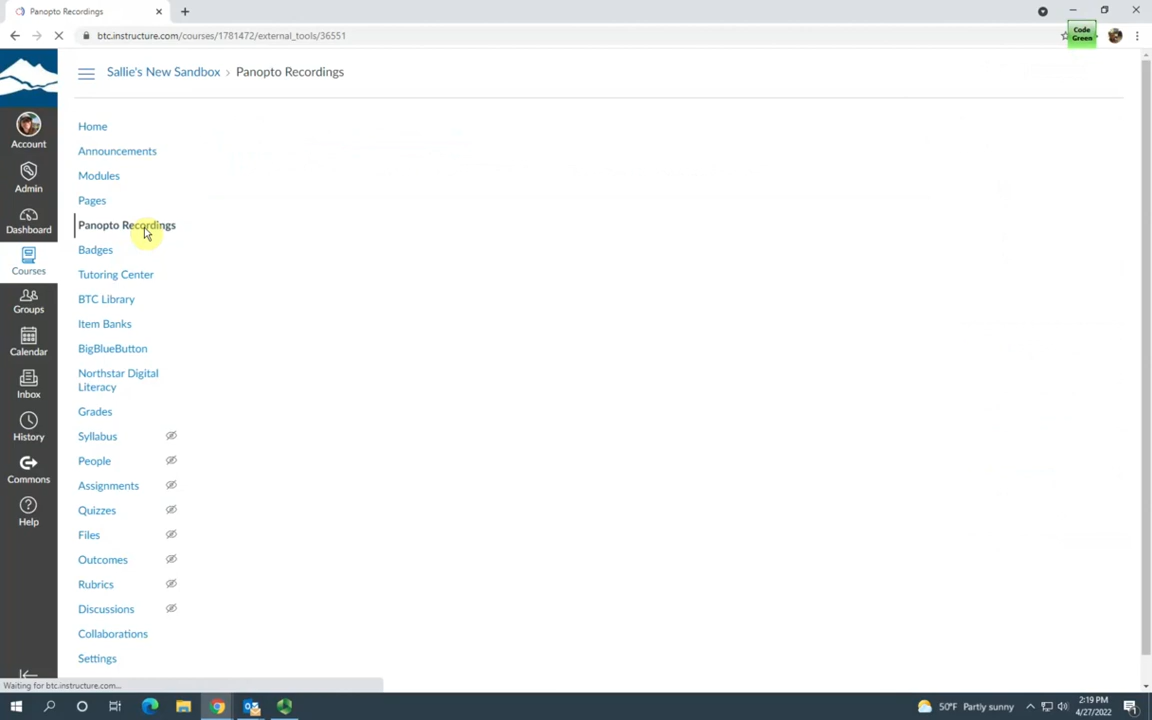 Panopto Recordings
btc.instructure.com/courses/1781472/external_tools/36551
Code
Green
Sallie's New Sandbox › Panopto Recordings
Account
Admin
Dashboard
Courses
Groups
Calendar
Inbox
History
Commons
Help
Home
Announcements
Modules
Pages
Panopto Recordings
Badges
Tutoring Center
BTC Library
Item Banks
BigBlueButton
Northstar Digital
Literacy
Grades
Syllabus
People
Assignments
Quizzes
Files
Outcomes
Rubrics
Discussions
Collaborations
Settings
Waiting for btc.instructure.com...
50°F Partly sunny
2:19 PM
4/27/2022